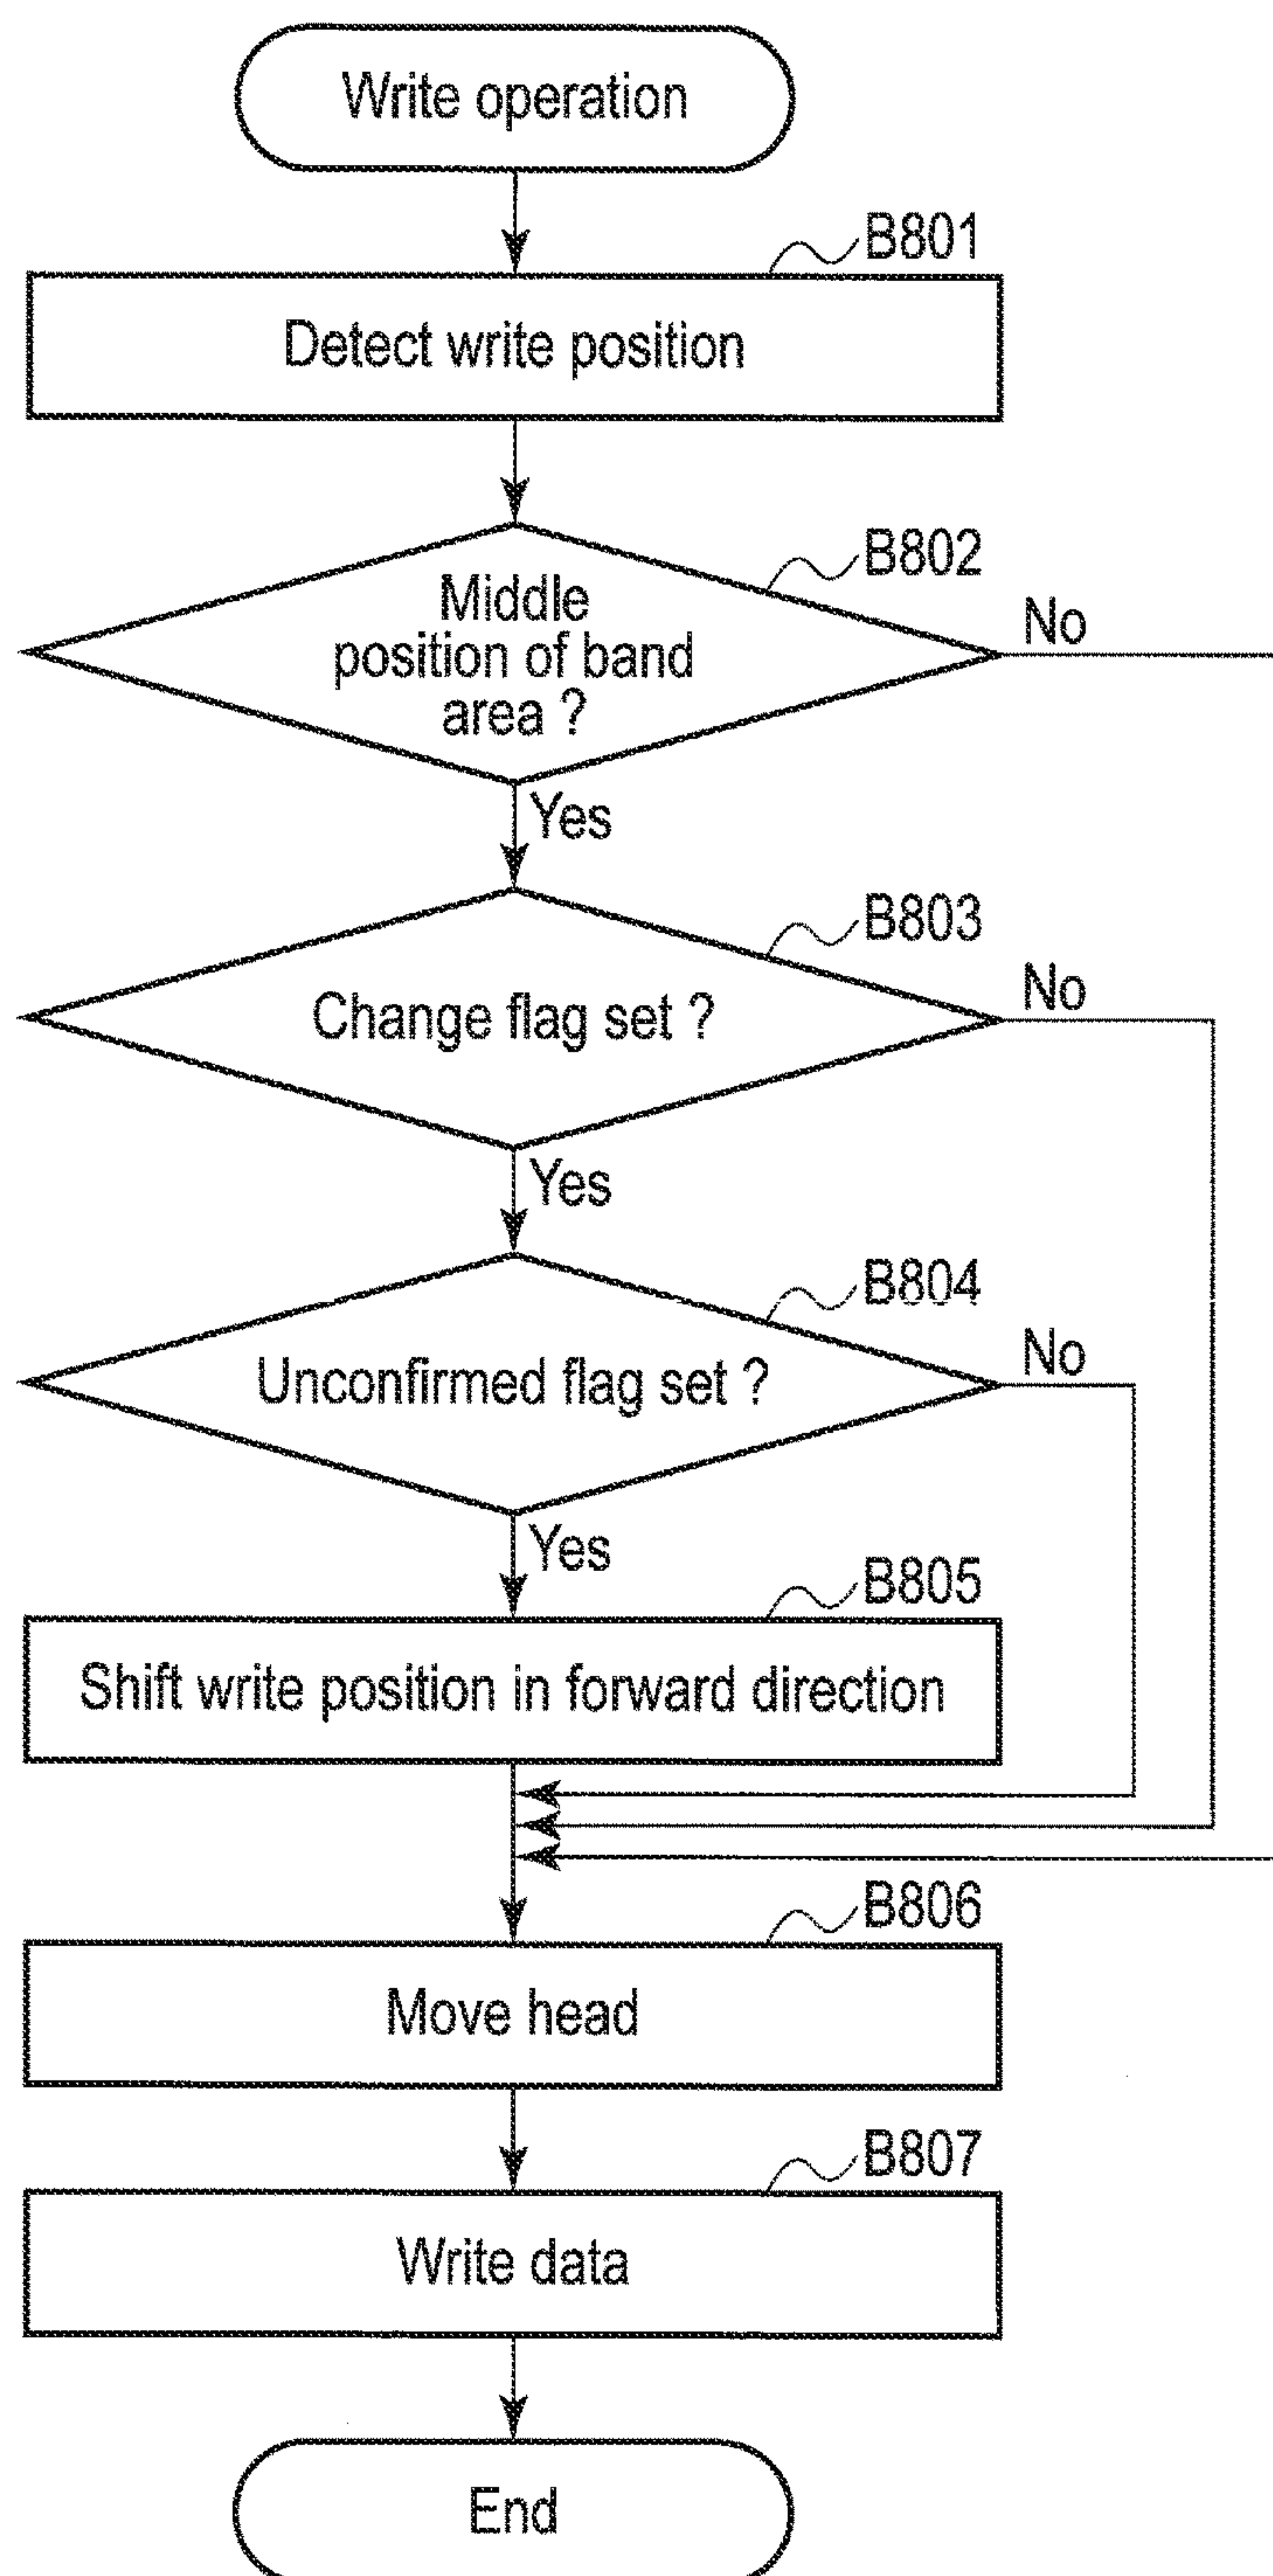 Write operation
B801
Detect write position
B802
Middle
position of band
area ?
No
Yes
B803
Change flag set ?
No
Yes
B804
Unconfirmed flag set ?
No
Yes
B805
Shift write position in forward direction
B806
Move head
B807
Write data
End